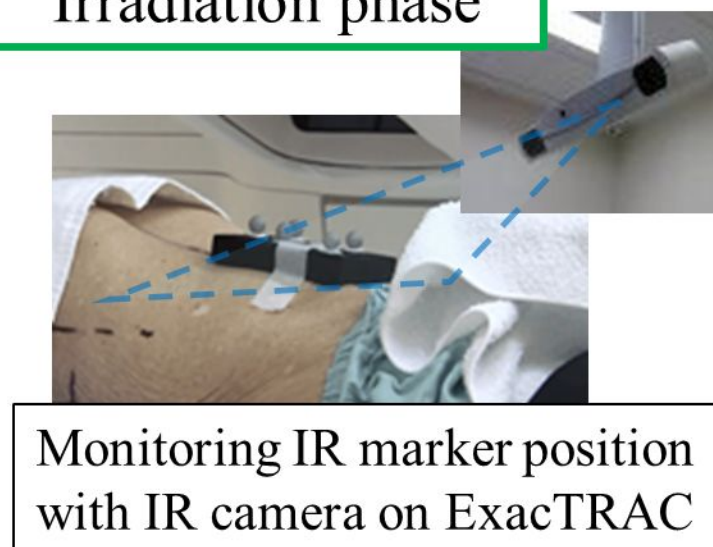 Irradiation phase
Monitoring IR marker position
with IR camera on ExacTRAC